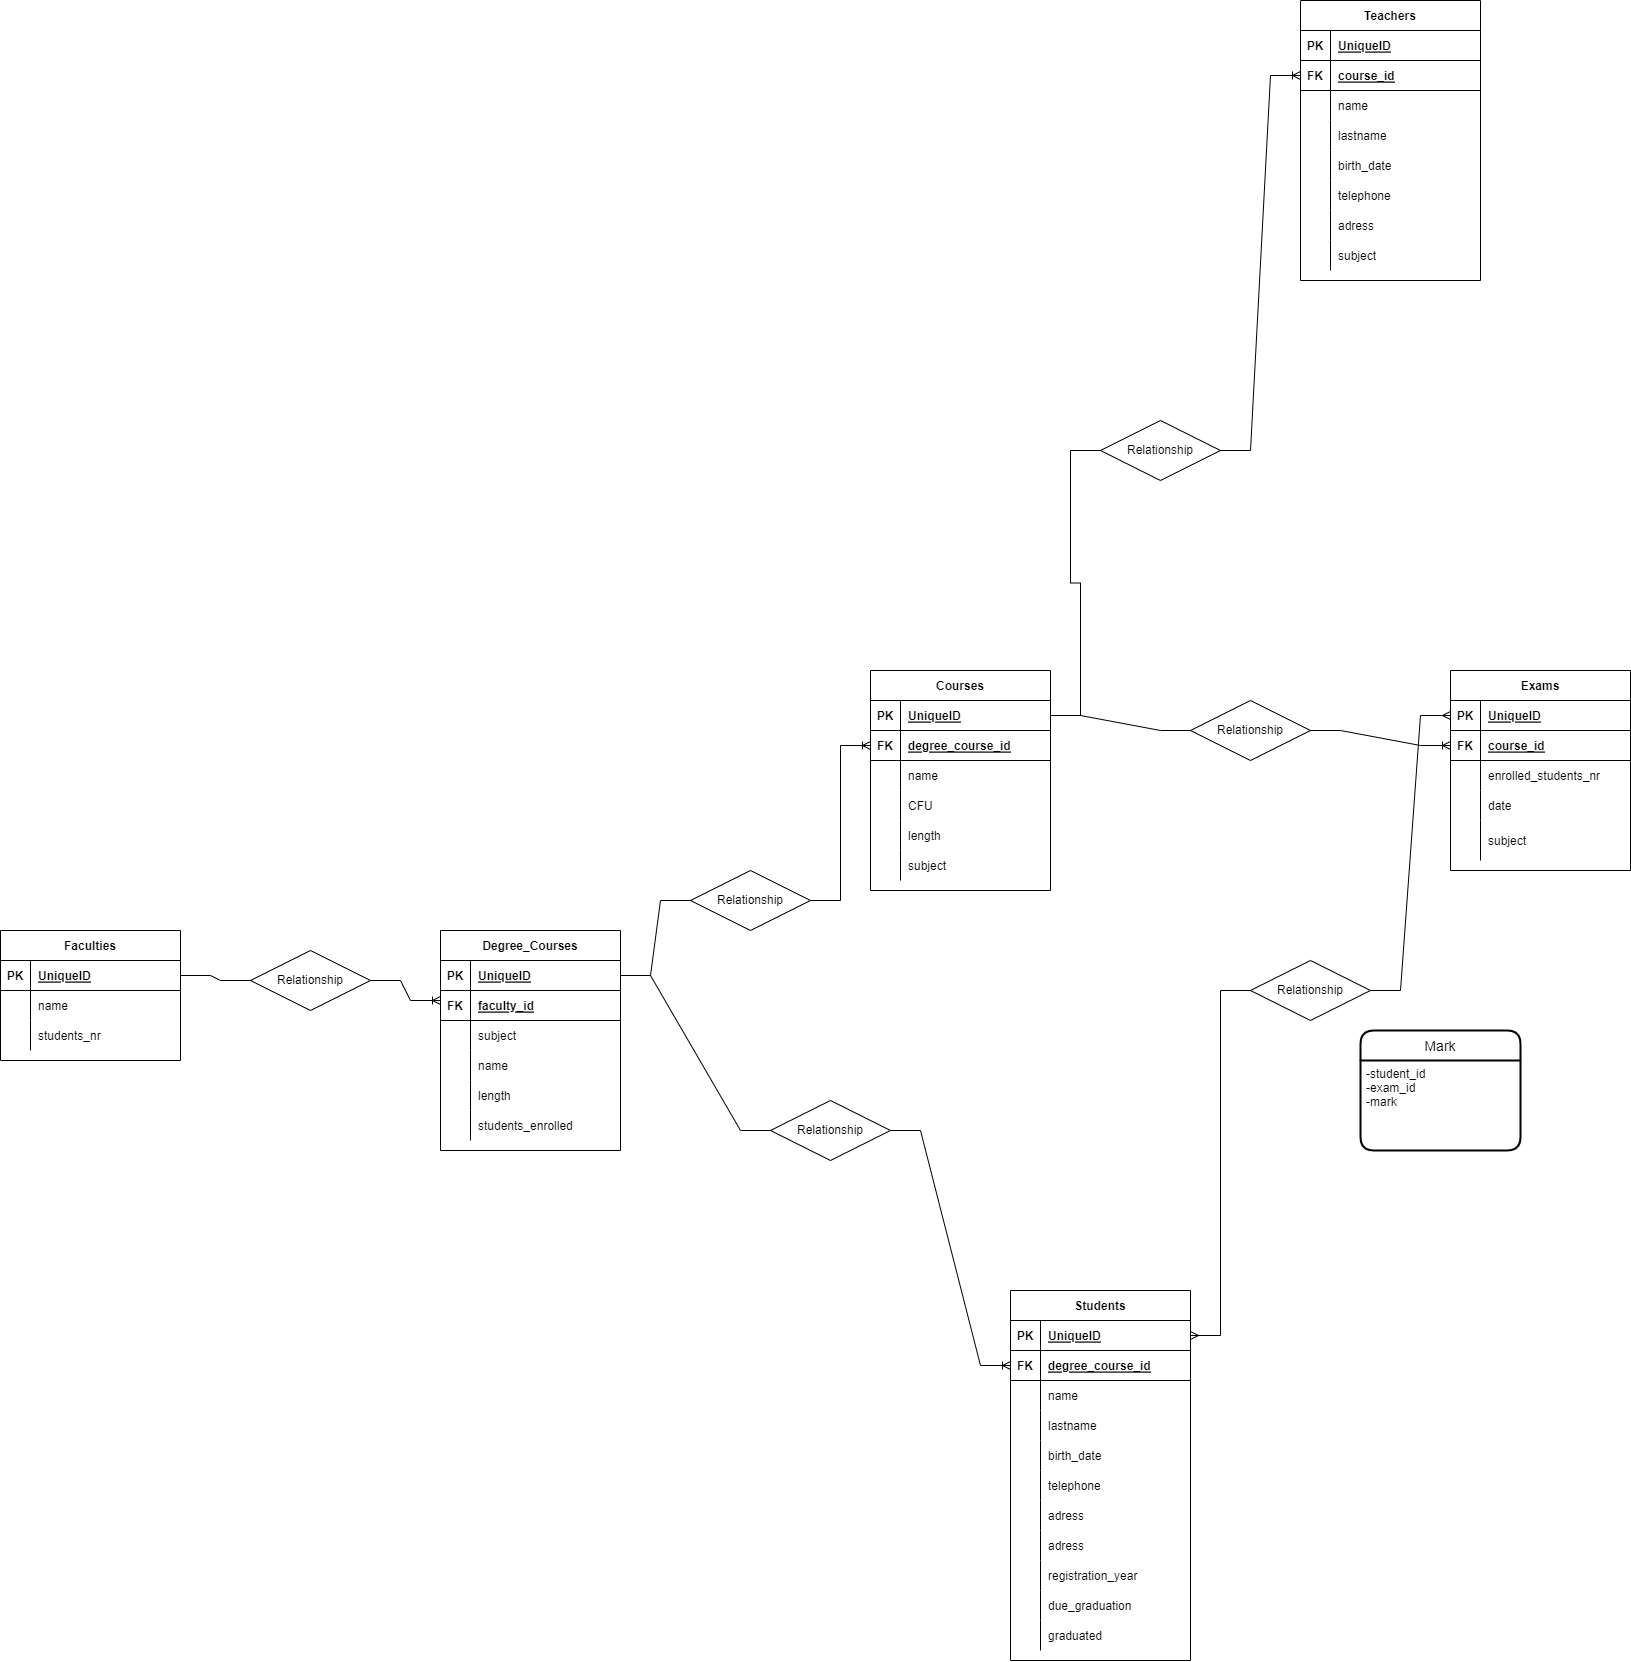 Teachers
PK UniqueID
FK course_id
name
lastname
birth_date
telephone
adress
subject
Relationship
Courses
PK UniqueID
FK degree_course_id
name
CFU
length
subject
Relationship
Exams
PK UniqueID
FK course_id
enrolled_students_nr
date
subject
Relationship
Faculties
PK UniqueID
name
students_nr
Relationship
Degree_Courses
PK UniqueID
FK faculty_id
subject
name
length
students_enrolled
Relationship
Relationship
Mark
-student_id
-exam_id
-mark
Students
PK UniqueID
FK degree_course_id
name
lastname
birth_date
telephone
adress
adress
registration_year
due_graduation
graduated